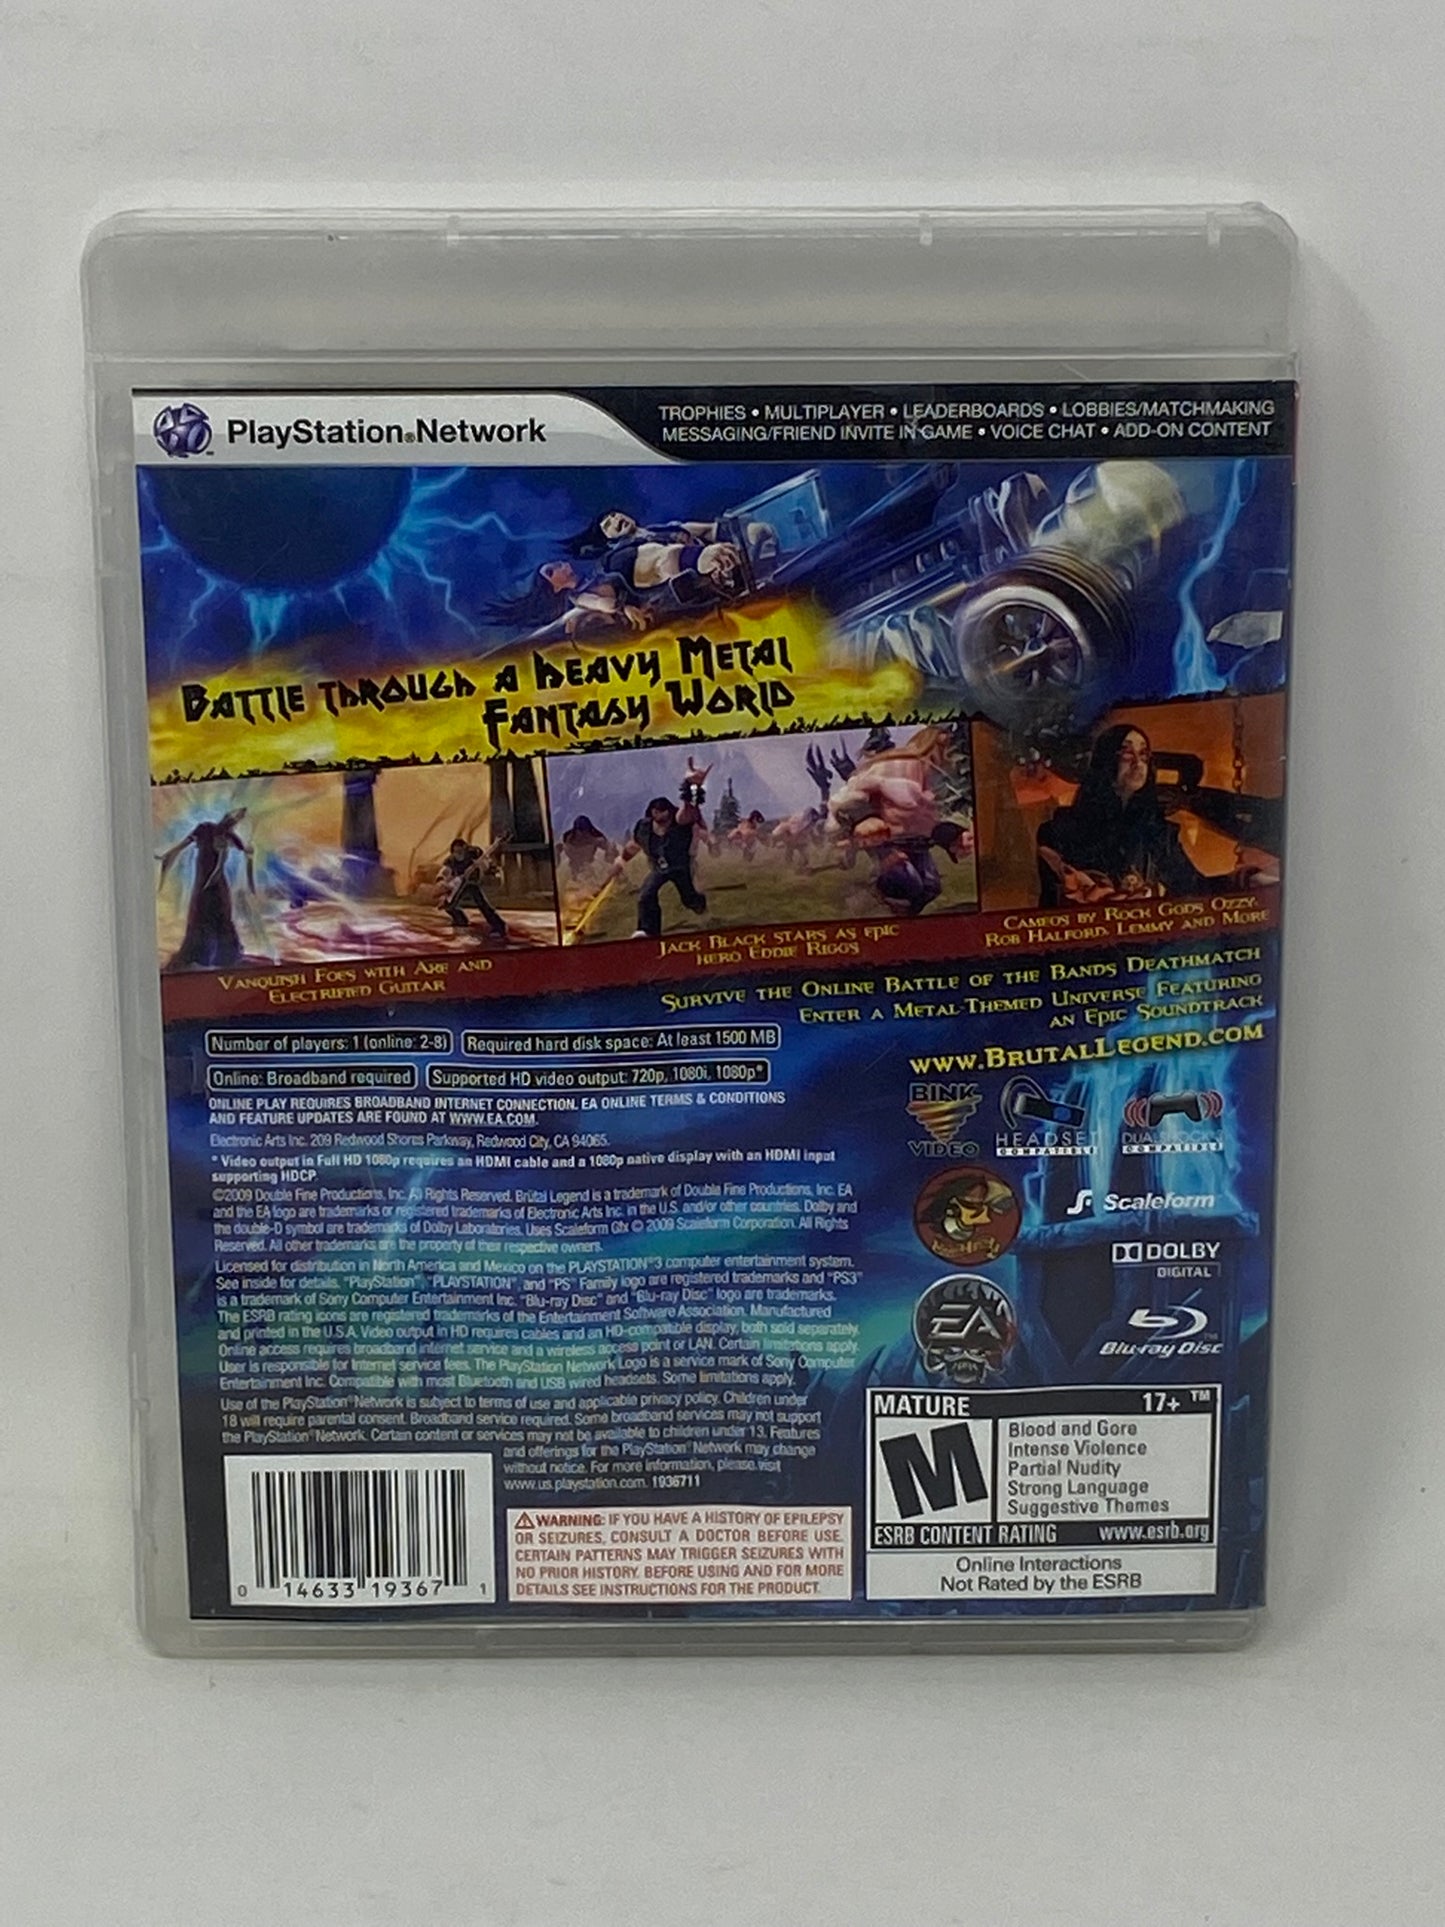 PlayStation®Network
TROPHIES • MULTIPLAYER • LEADERBOARDS • LOBBIES/MATCHMAKING
MESSAGING/FRIEND INVITE IN-GAME • VOICE CHAT • ADD-ON CONTENT
BATTLE THROUGH A HEAVY METAL
FANTASY WORLD
VANQUISH FOES WITH AXE AND
ELECTRIFIED GUITAR
JACK BLACK STARS AS EPIC
HERO EDDIE RIGGS
CAMEOS BY ROCK GODS OZZY,
ROB HALFORD, LEMMY AND MORE
SURVIVE THE ONLINE BATTLE OF THE BANDS DEATHMATCH
ENTER A METAL-THEMED UNIVERSE FEATURING
AN EPIC SOUNDTRACK
WWW.BRUTALLEGEND.COM
Number of players: 1 (online: 2-8)
Required hard disk space: At least 1500 MB
Online: Broadband required
Supported HD video output: 720p, 1080i, 1080p*
ONLINE PLAY REQUIRES BROADBAND INTERNET CONNECTION. EA ONLINE TERMS & CONDITIONS
AND FEATURE UPDATES ARE FOUND AT WWW.EA.COM.
Electronic Arts Inc. 209 Redwood Shores Parkway, Redwood City, CA 94065.
* Video output in Full HD 1080p requires an HDMI cable and a 1080p native display with an HDMI input
supporting HDCP
©2009 Double Fine Productions, Inc. All Rights Reserved. Brütal Legend is a trademark of Double Fine Productions, Inc. EA
and the EA logo are trademarks or registered trademarks of Electronic Arts Inc. in the U.S. and/or other countries. Dolby and
the double-D symbol are trademarks of Dolby Laboratories. Uses Scaleform Gfx © 2009 Scaleform Corporation. All Rights
Reserved. All other trademarks are the property of their respective owners.
Licensed for distribution in North America and Mexico on the PLAYSTATION®3 computer entertainment system.
See inside for details. "PlayStation", "PLAYSTATION", and "PS" Family logo are registered trademarks and "PS3"
is a trademark of Sony Computer Entertainment Inc. "Blu-ray Disc" and "Blu-ray Disc" logo are trademarks.
The ESRB rating icons are registered trademarks of the Entertainment Software Association. Manufactured
and printed in the U.S.A. Video output in HD requires cables and an HD-compatible display, both sold separately.
Online access requires broadband internet service and a wireless access point or LAN. Certain limitations apply.
User is responsible for Internet service fees. The PlayStation Network Logo is a service mark of Sony Computer
Entertainment Inc. Compatible with most Bluetooth and USB wired headsets. Some limitations apply.
Use of the PlayStation®Network is subject to terms of use and applicable privacy policy. Children under
18 will require parental consent. Broadband service required. Some broadband services may not support
the PlayStation®Network. Certain content or services may not be available to children under 13. Features
and offerings for the PlayStation®Network may change
without notice. For more information, please visit
www.us.playstation.com. 1936711
BINK
VIDEO
HEADSET
COMPATIBLE
DUALSHOCK 3
COMPATIBLE
Scaleform
DOLBY
DIGITAL
EA
Blu-ray Disc™
MATURE 17+ ™
M
Blood and Gore
Intense Violence
Partial Nudity
Strong Language
Suggestive Themes
ESRB CONTENT RATING www.esrb.org
Online Interactions
Not Rated by the ESRB
WARNING: IF YOU HAVE A HISTORY OF EPILEPSY
OR SEIZURES, CONSULT A DOCTOR BEFORE USE.
CERTAIN PATTERNS MAY TRIGGER SEIZURES WITH
NO PRIOR HISTORY. BEFORE USING AND FOR MORE
DETAILS SEE INSTRUCTIONS FOR THE PRODUCT.
0 14633 19367 1